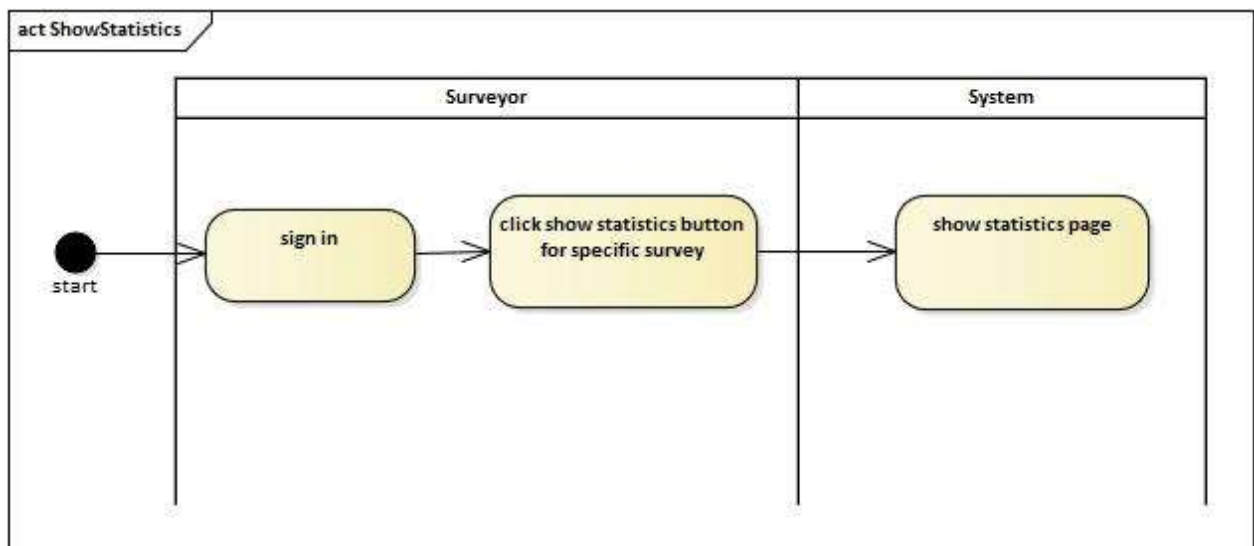 act ShowStatistics
Surveyor
System
start
sign in
click show statistics button
for specific survey
show statistics page